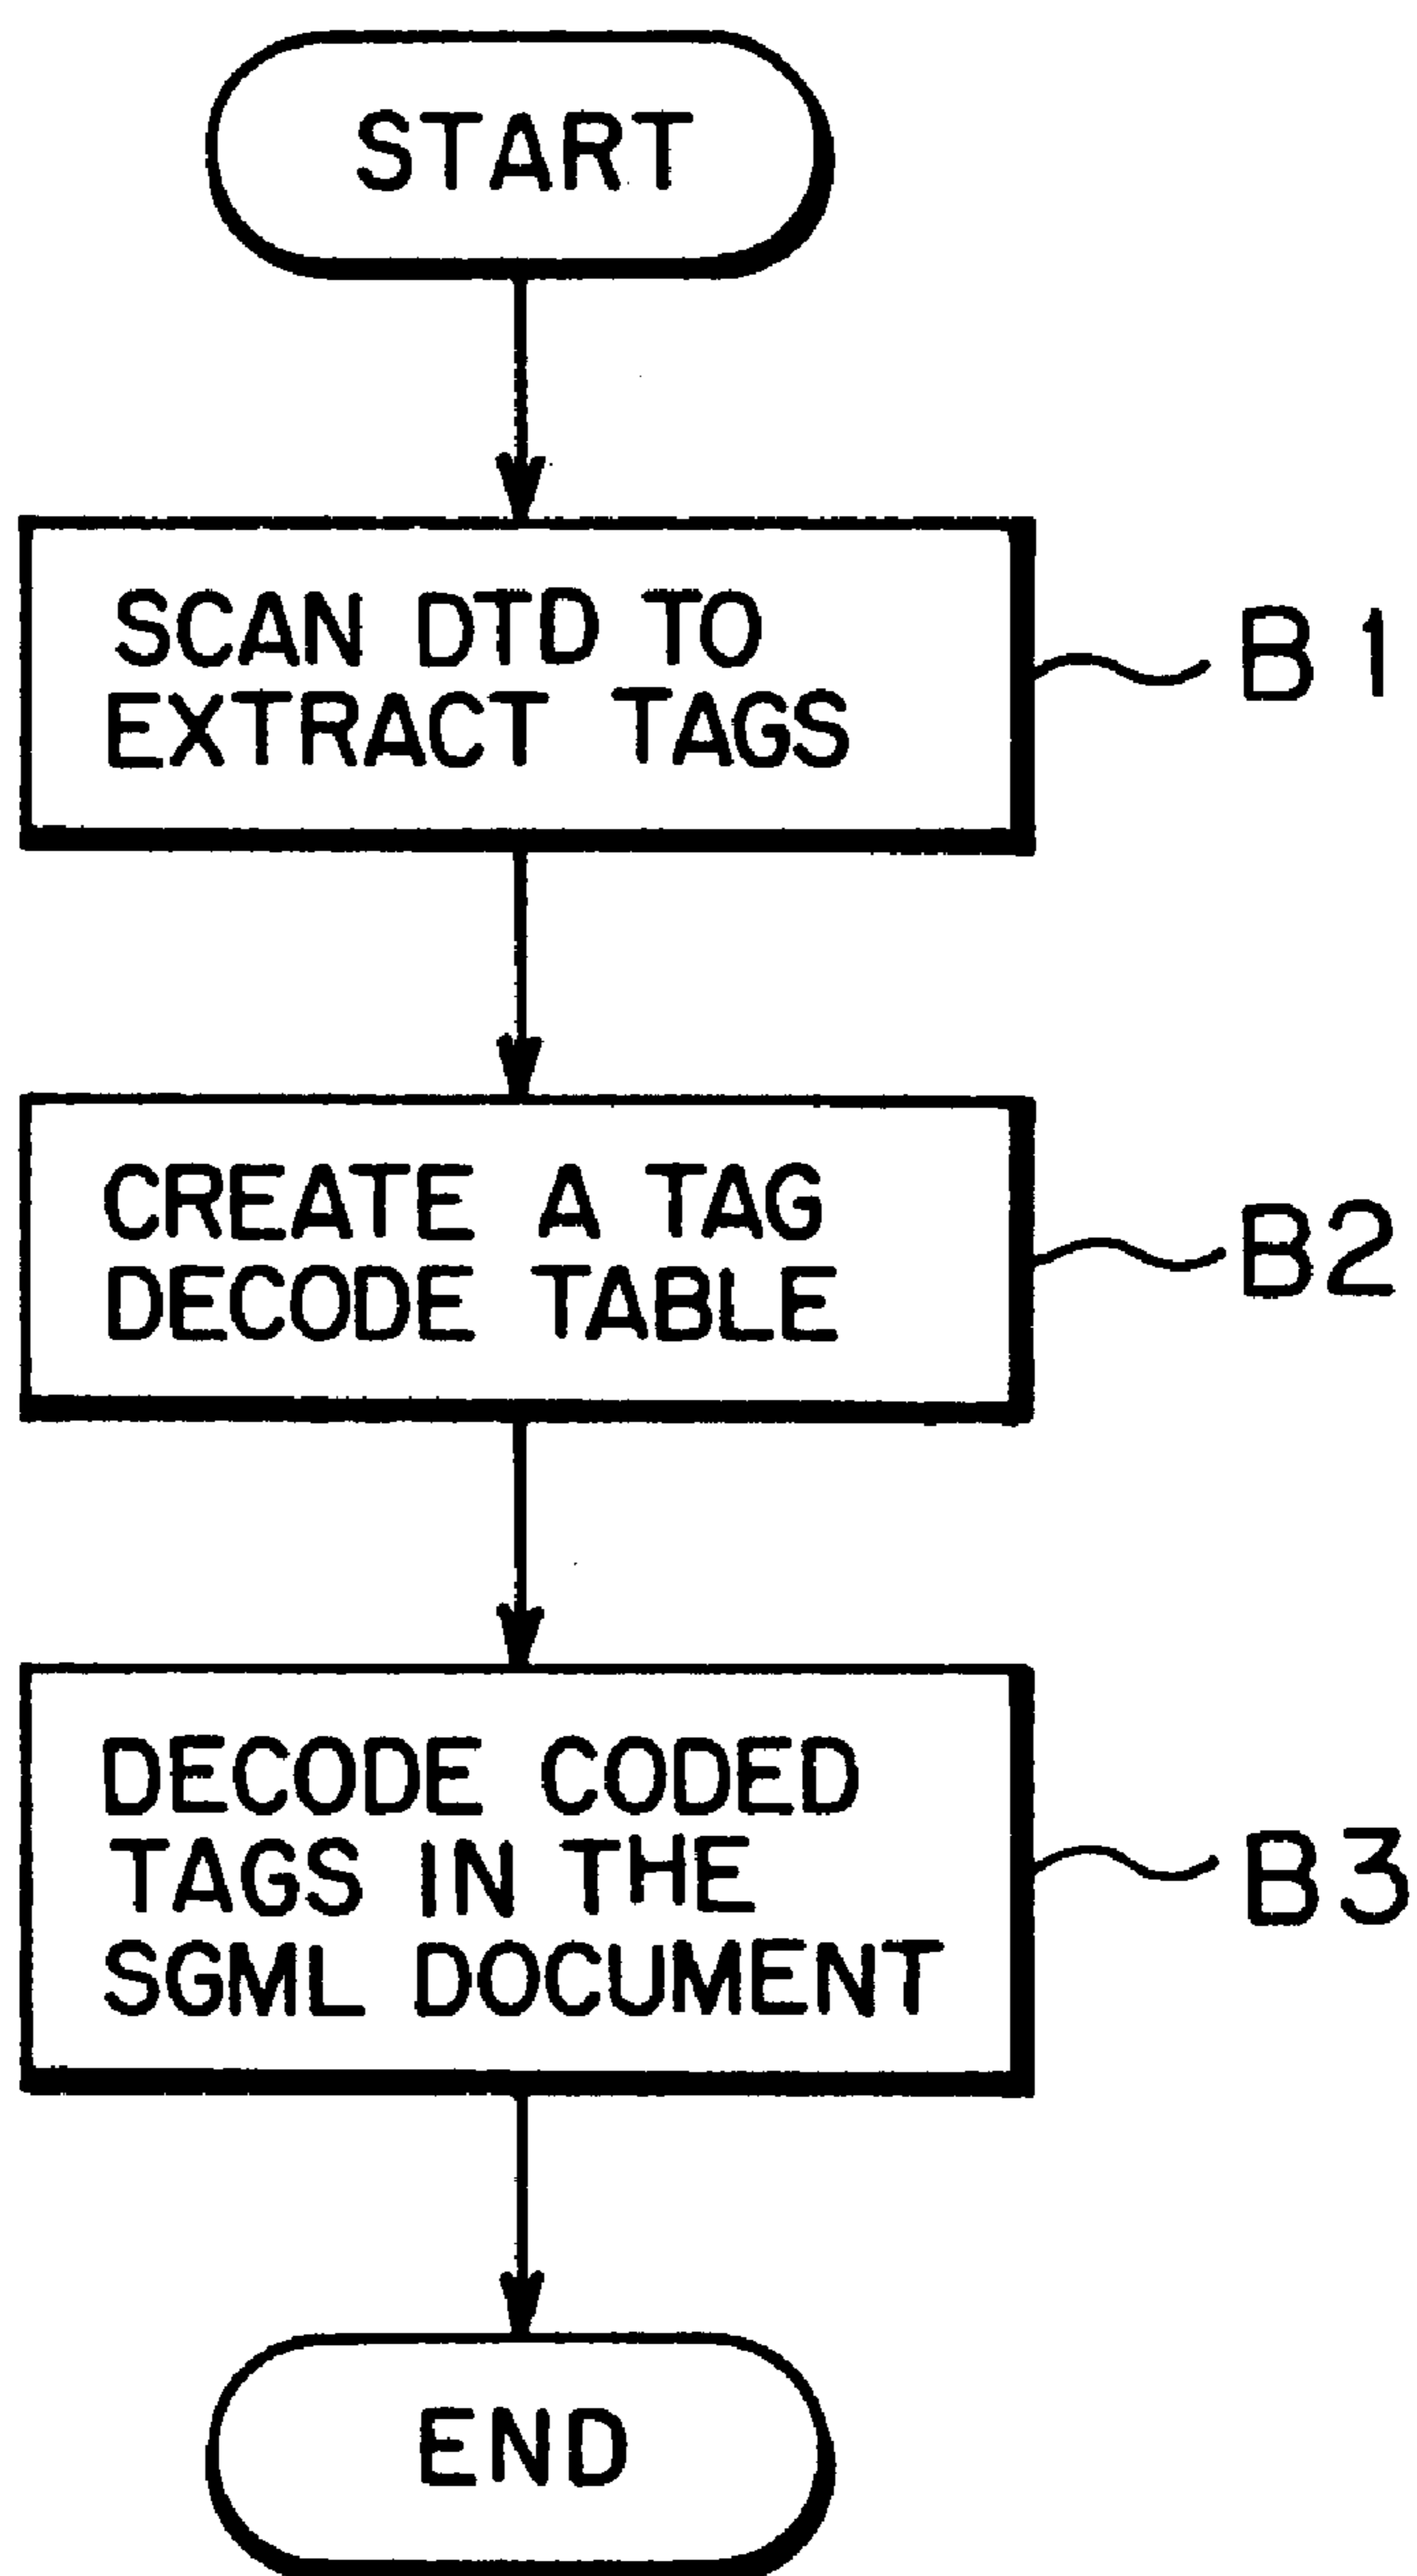 START
SCAN DTD TO
EXTRACT TAGS
B1
CREATE A TAG
DECODE TABLE
B2
DECODE CODED
TAGS IN THE
SGML DOCUMENT
B3
END